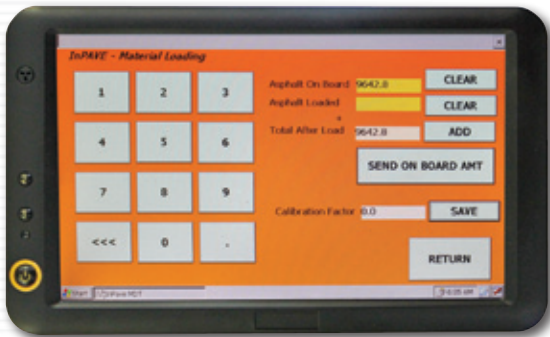 InPAVE - Material Loading
1 2 3
Asphalt On Board 9642.8 CLEAR
Asphalt Loaded CLEAR
+
4 5 6
Total After Load 9642.8 ADD
SEND ON BOARD AMT
7 8 9
Calibration Factor 0.0 SAVE
<<< 0 .
RETURN
Start InPave MDT